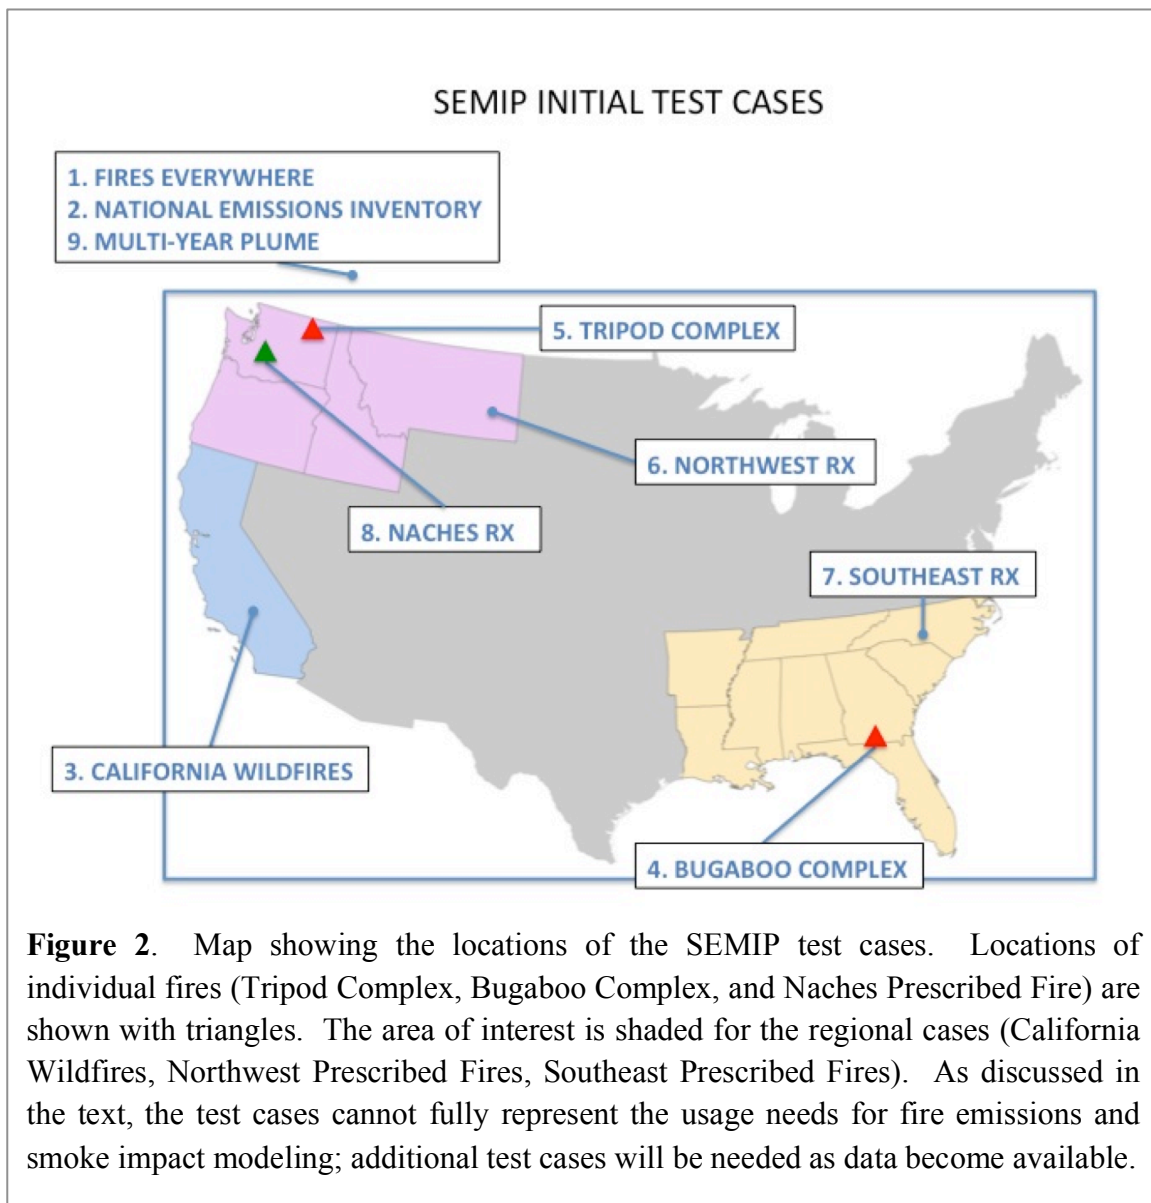 SEMIP INITIAL TEST CASES
1. FIRES EVERYWHERE
2. NATIONAL EMISSIONS INVENTORY
9. MULTI-YEAR PLUME
5. TRIPOD COMPLEX
6. NORTHWEST RX
8. NACHES RX
7. SOUTHEAST RX
3. CALIFORNIA WILDFIRES
4. BUGABOO COMPLEX
Figure 2. Map showing the locations of the SEMIP test cases. Locations of
individual fires (Tripod Complex, Bugaboo Complex, and Naches Prescribed Fire) are
shown with triangles. The area of interest is shaded for the regional cases (California
Wildfires, Northwest Prescribed Fires, Southeast Prescribed Fires). As discussed in
the text, the test cases cannot fully represent the usage needs for fire emissions and
smoke impact modeling; additional test cases will be needed as data become available.